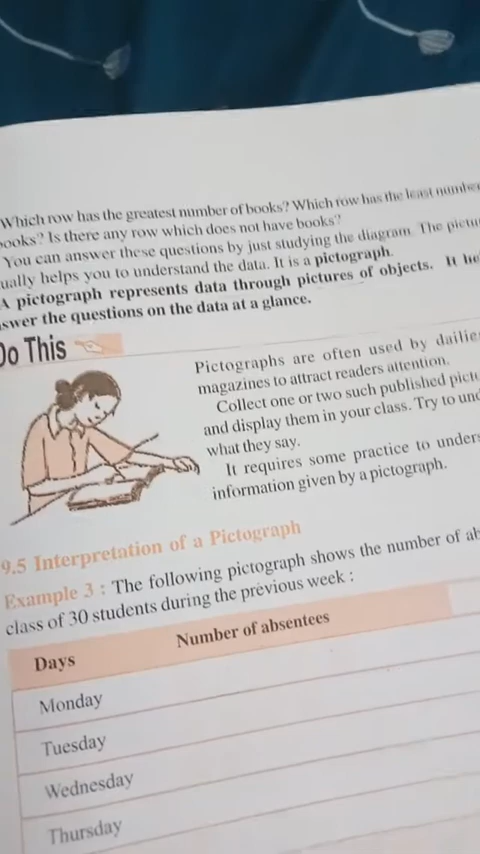 Which row has the greatest number of books? Which row has the least number
books? Is there any row which does not have books?
You can answer these questions by just studying the diagram. The pictu
ually helps you to understand the data. It is a pictograph.
A pictograph represents data through pictures of objects. It he
swer the questions on the data at a glance.
Do This
Pictographs are often used by dailies
magazines to attract readers attention.
Collect one or two such published pictu
and display them in your class. Try to und
what they say.
It requires some practice to unders
information given by a pictograph.
9.5 Interpretation of a Pictograph
Example 3 : The following pictograph shows the number of ab
class of 30 students during the previous week :
Days Number of absentees
Monday
Tuesday
Wednesday
Thursday